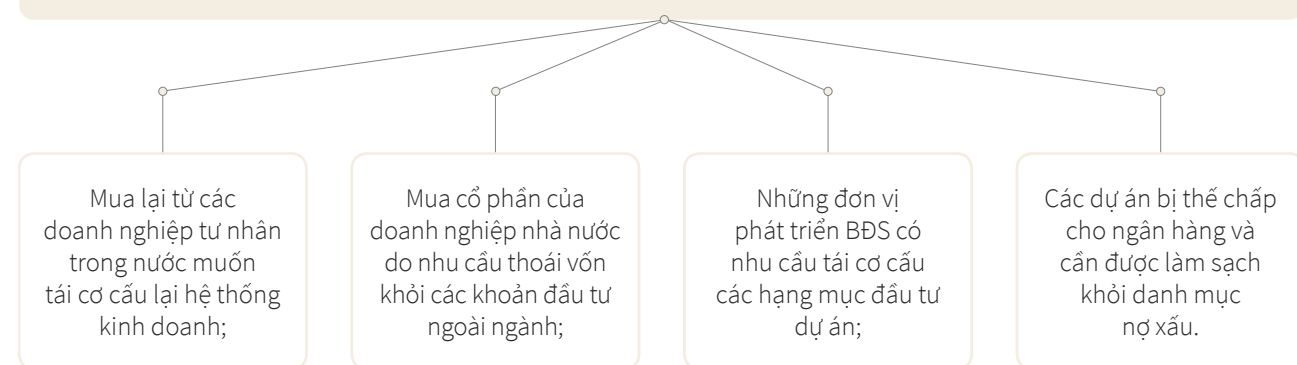 Mua lại từ các
doanh nghiệp tư nhân
trong nước muốn
tái cơ cấu lại hệ thống
kinh doanh;
Mua cổ phần của
doanh nghiệp nhà nước
do nhu cầu thoái vốn
khỏi các khoản đầu tư
ngoài ngành;
Những đơn vị
phát triển BĐS có
nhu cầu tái cơ cấu
các hạng mục đầu tư
dự án;
Các dự án bị thế chấp
cho ngân hàng và
cần được làm sạch
khỏi danh mục
nợ xấu.